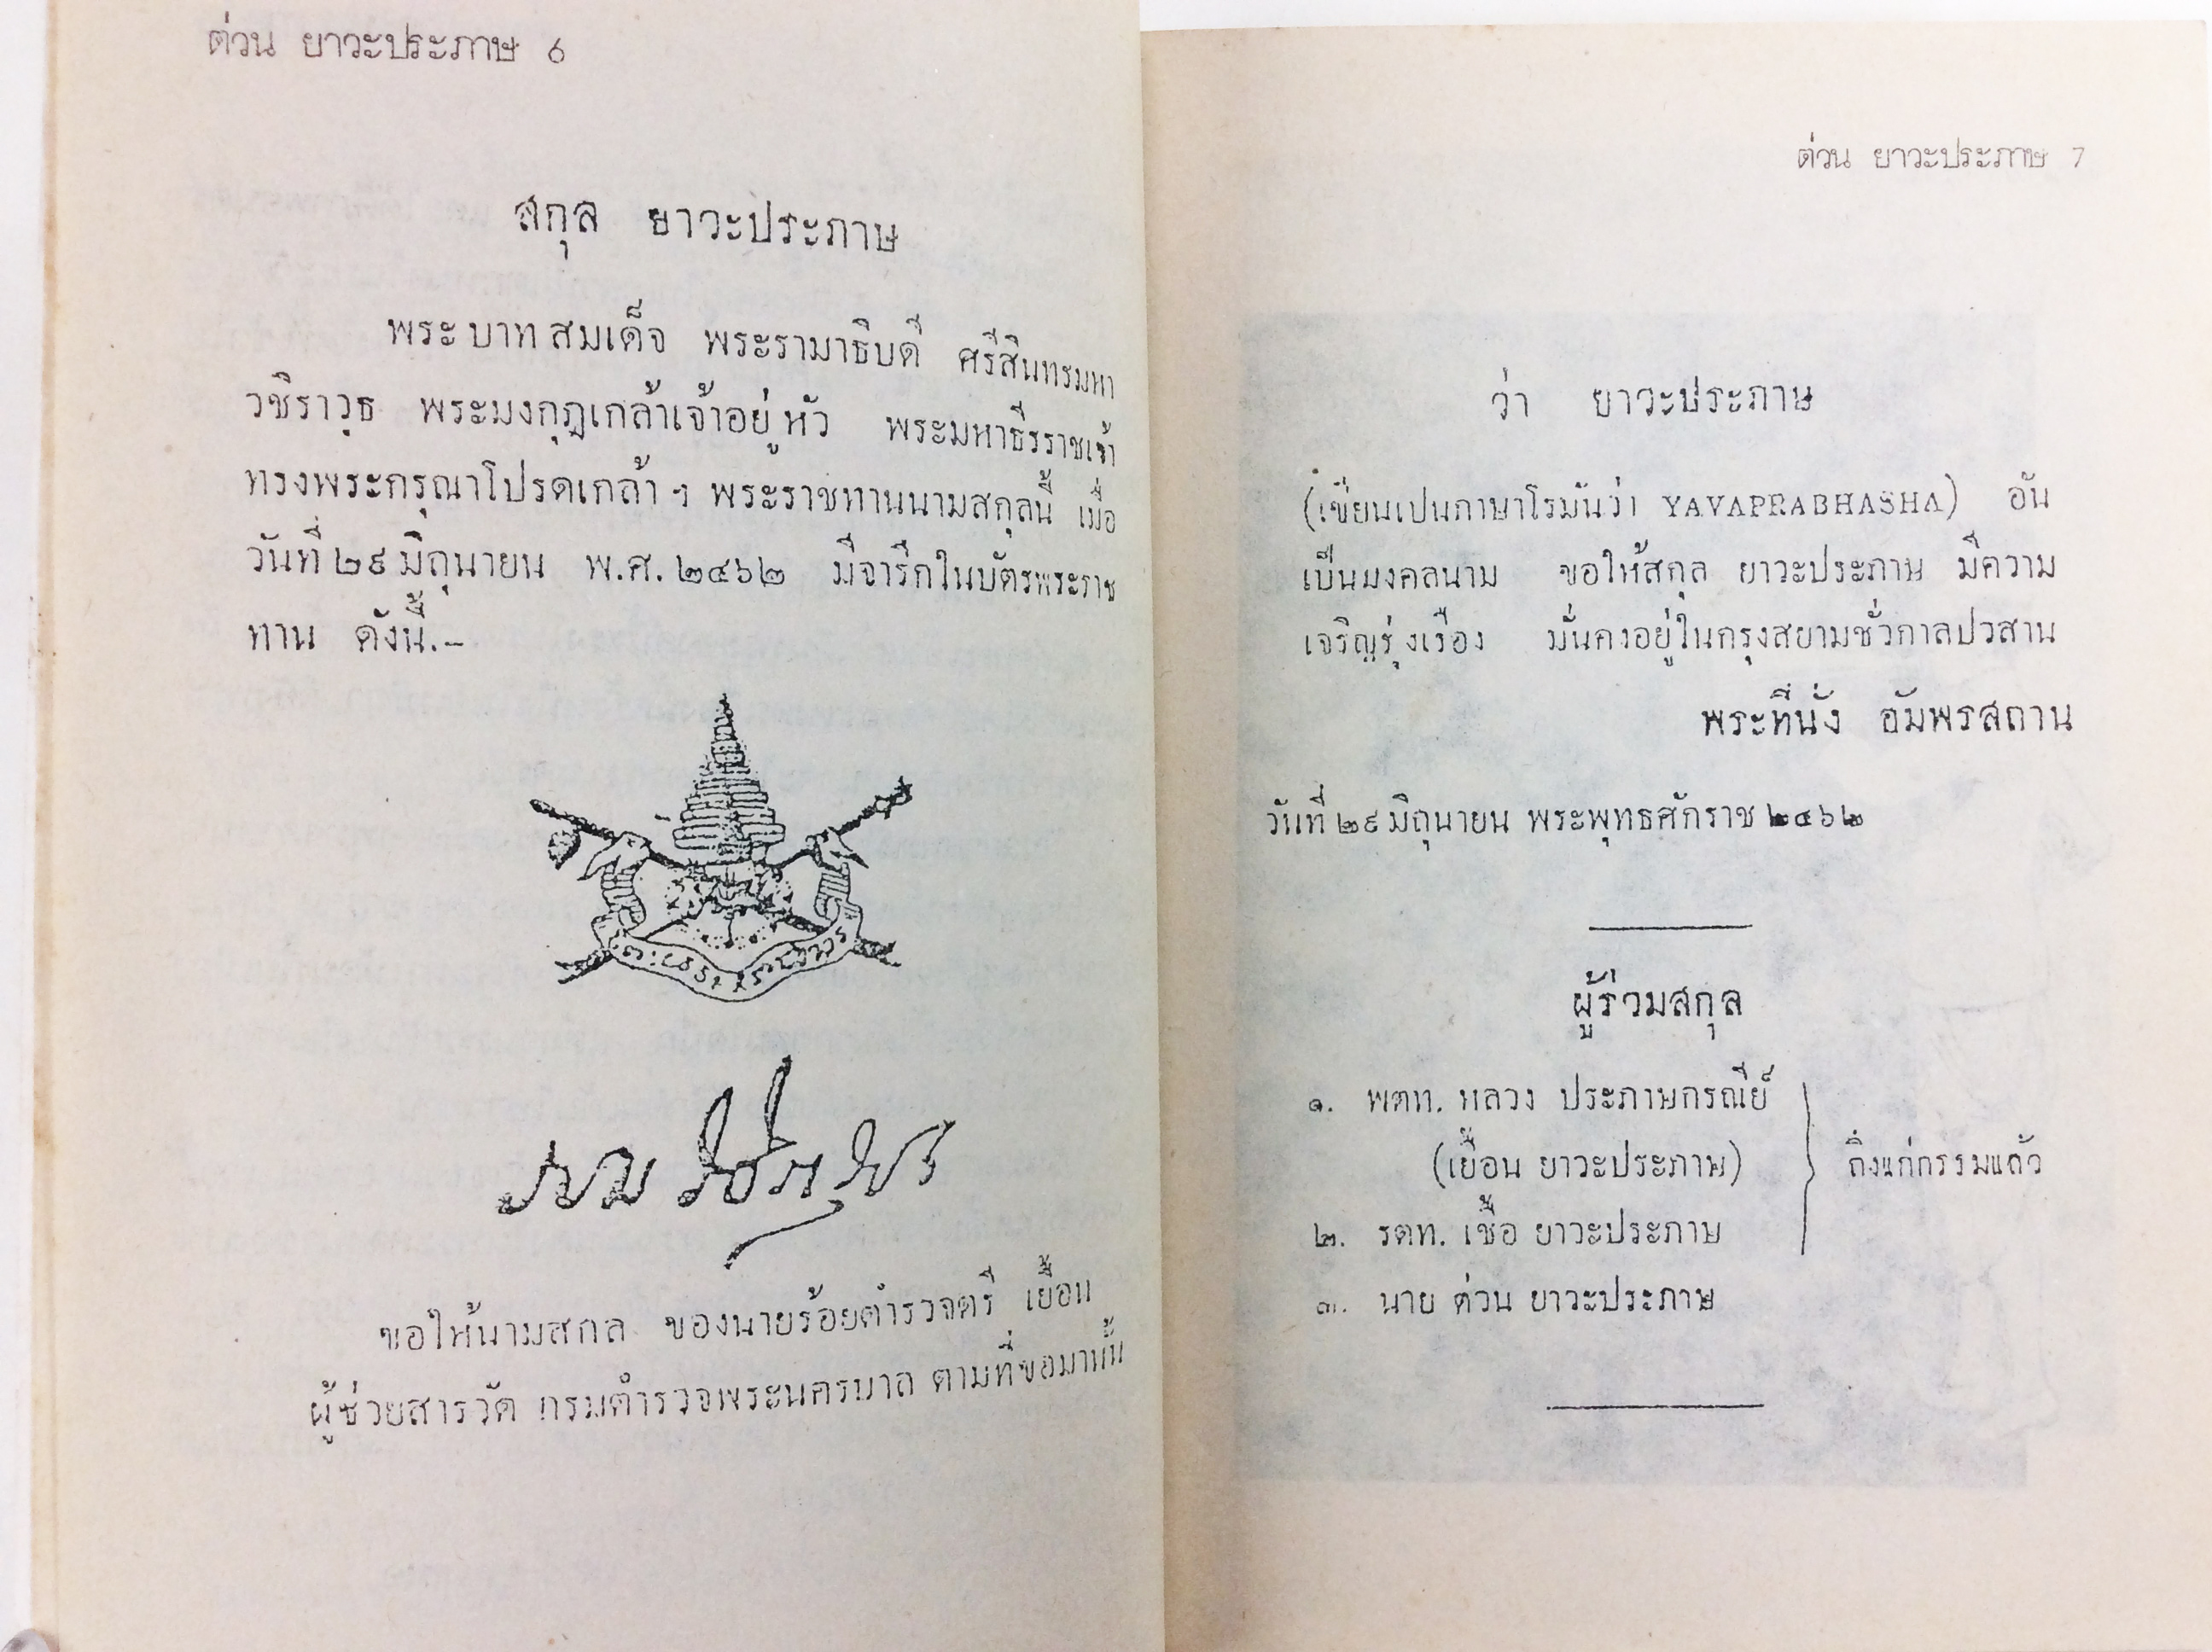 ต่วน ยาวะประภาษ 6
สกุล ยาวะประภาษ
พระบาทสมเด็จ พระรามาธิบดี ศรีสินทรมหา
วชิราวุธ พระมงกุฎเกล้าเจ้าอยู่หัว พระมหาธีรราชเจ้า
ทรงพระกรุณาโปรดเกล้า ฯ พระราชทานนามสกุลนี้ เมื่อ
วันที่ ๒๙ มิถุนายน พ.ศ. ๒๔๖๒ มีจารึกในบัตรพระราช
ทาน ดังนี้.-
ขอให้นามสกุล ของนายร้อยตำรวจตรี เยื้อน
ผู้ช่วยสารวัด กรมตำรวจพระนครบาล ตามที่ขอมานั้น
ต่วน ยาวะประภาษ 7
ว่า ยาวะประภาษ
(เขียนเปนภาษาโรมันว่า YAVAPRABHASHA) อัน
เป็นมงคลนาม ขอให้สกุล ยาวะประภาษ มีความ
เจริญรุ่งเรือง มั่นคงอยู่ในกรุงสยามชั่วกาลปวสาน
พระที่นั่ง อัมพรสถาน
วันที่ ๒๙ มิถุนายน พระพุทธศักราช ๒๔๖๒
ผู้ร่วมสกุล
๑. พตท. หลวง ประภาษกรณีย์
(เยื้อน ยาวะประภาษ)
ถึงแก่กรรมแล้ว
๒. รตท. เชื้อ ยาวะประภาษ
๓. นาย ต่วน ยาวะประภาษ